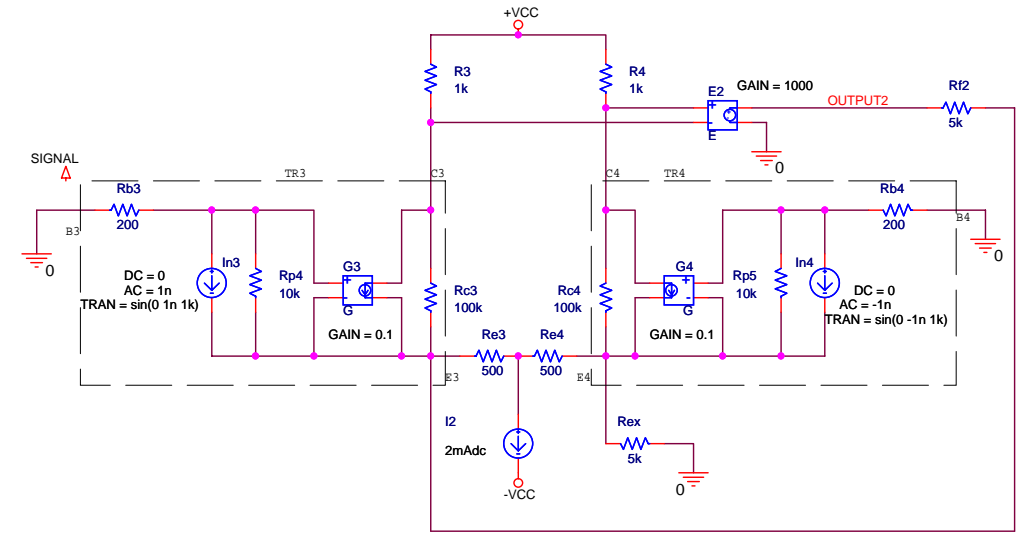 +VCC
R3
1k
R4
1k
E2
GAIN = 1000
E
OUTPUT2
Rf2
5k
0
SIGNAL
TR3
C3
C4
TR4
Rb3
200
B3
0
Rb4
200
B4
0
In3
DC = 0
AC = 1n
TRAN = sin(0 1n 1k)
Rp4
10k
G3
G
GAIN = 0.1
Rc3
100k
Rc4
100k
G4
G
GAIN = 0.1
Rp5
10k
In4
DC = 0
AC = -1n
TRAN = sin(0 -1n 1k)
Re3
500
Re4
500
E3
E4
I2
2mAdc
-VCC
Rex
5k
0